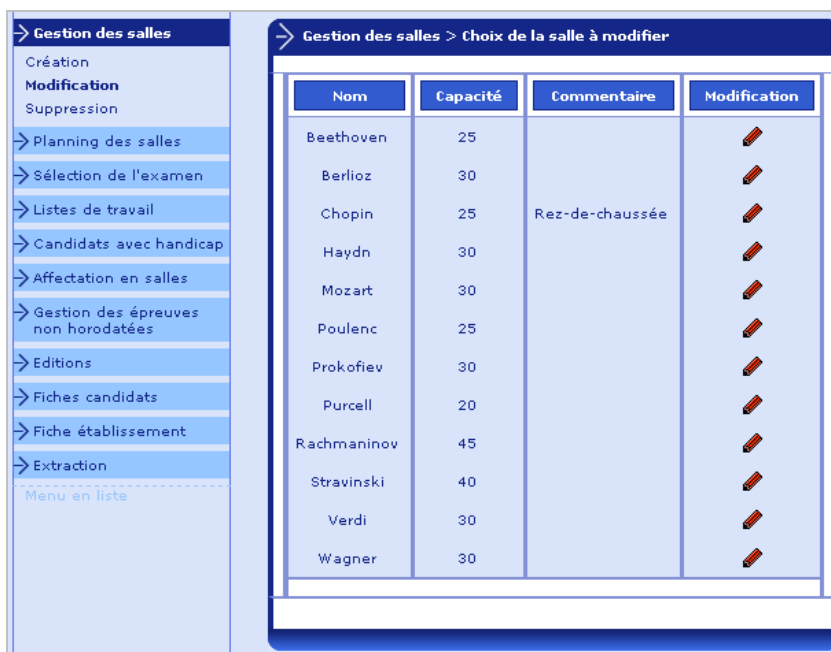 Gestion des salles
Création
Modification
Suppression
Planning des salles
Sélection de l'examen
Listes de travail
Candidats avec handicap
Affectation en salles
Gestion des épreuves
non horodatées
Editions
Fiches candidats
Fiche établissement
Extraction
Menu en liste
Gestion des salles > Choix de la salle à modifier
Nom Capacité Commentaire Modification
Beethoven 25
Berlioz 30
Chopin 25 Rez-de-chaussée
Haydn 30
Mozart 30
Poulenc 25
Prokofiev 30
Purcell 20
Rachmaninov 45
Stravinski 40
Verdi 30
Wagner 30